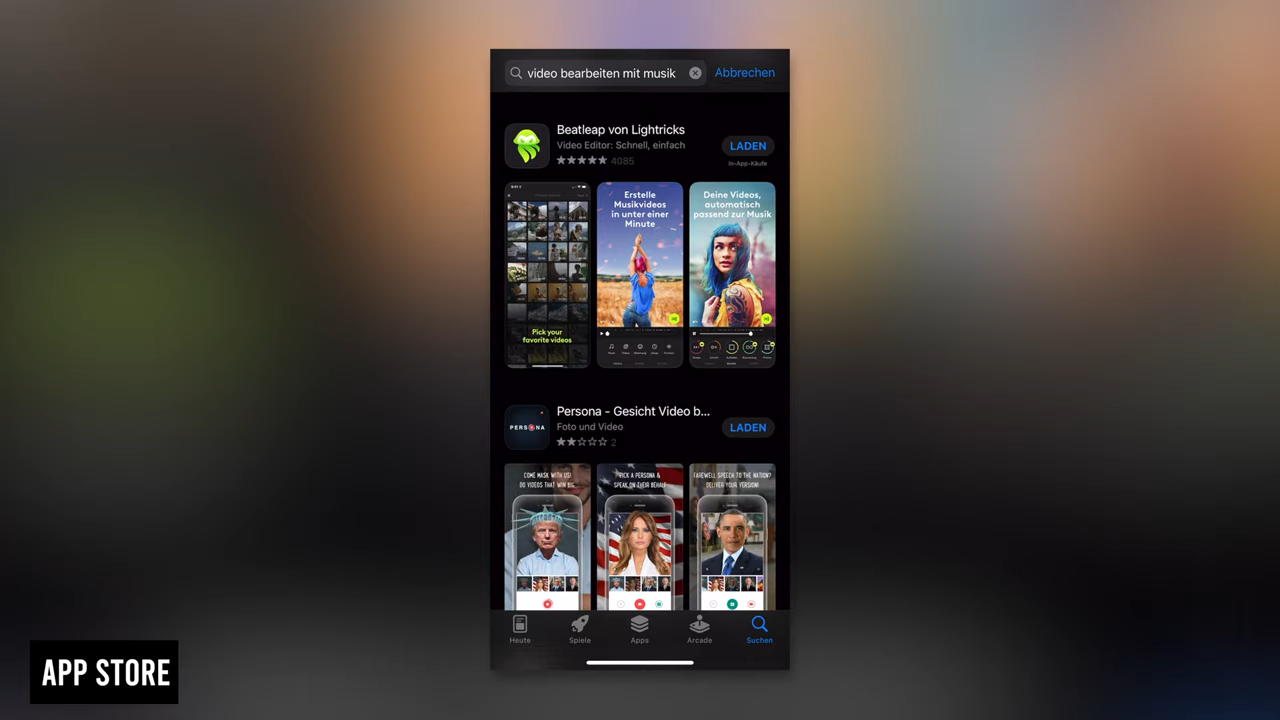 video bearbeiten mit musik
Abbrechen
Beatleap von Lightricks
Video Editor: Schnell, einfach
4085
LADEN
In-App-Käufe
Pick your
favorite videos
Erstelle
Musikvideos
in unter einer
Minute
Deine Videos,
automatisch
passend zur Musik
PERSONA
Persona - Gesicht Video b...
Foto und Video
2
LADEN
COME MASK WITH US!
DO VIDEOS THAT WIN BIG.
PICK A PERSONA &
SPEAK ON THEIR BEHALF
FAREWELL SPEECH TO THE NATION?
DELIVER YOUR VERSION!
Heute
Spiele
Apps
Arcade
Suchen
APP STORE